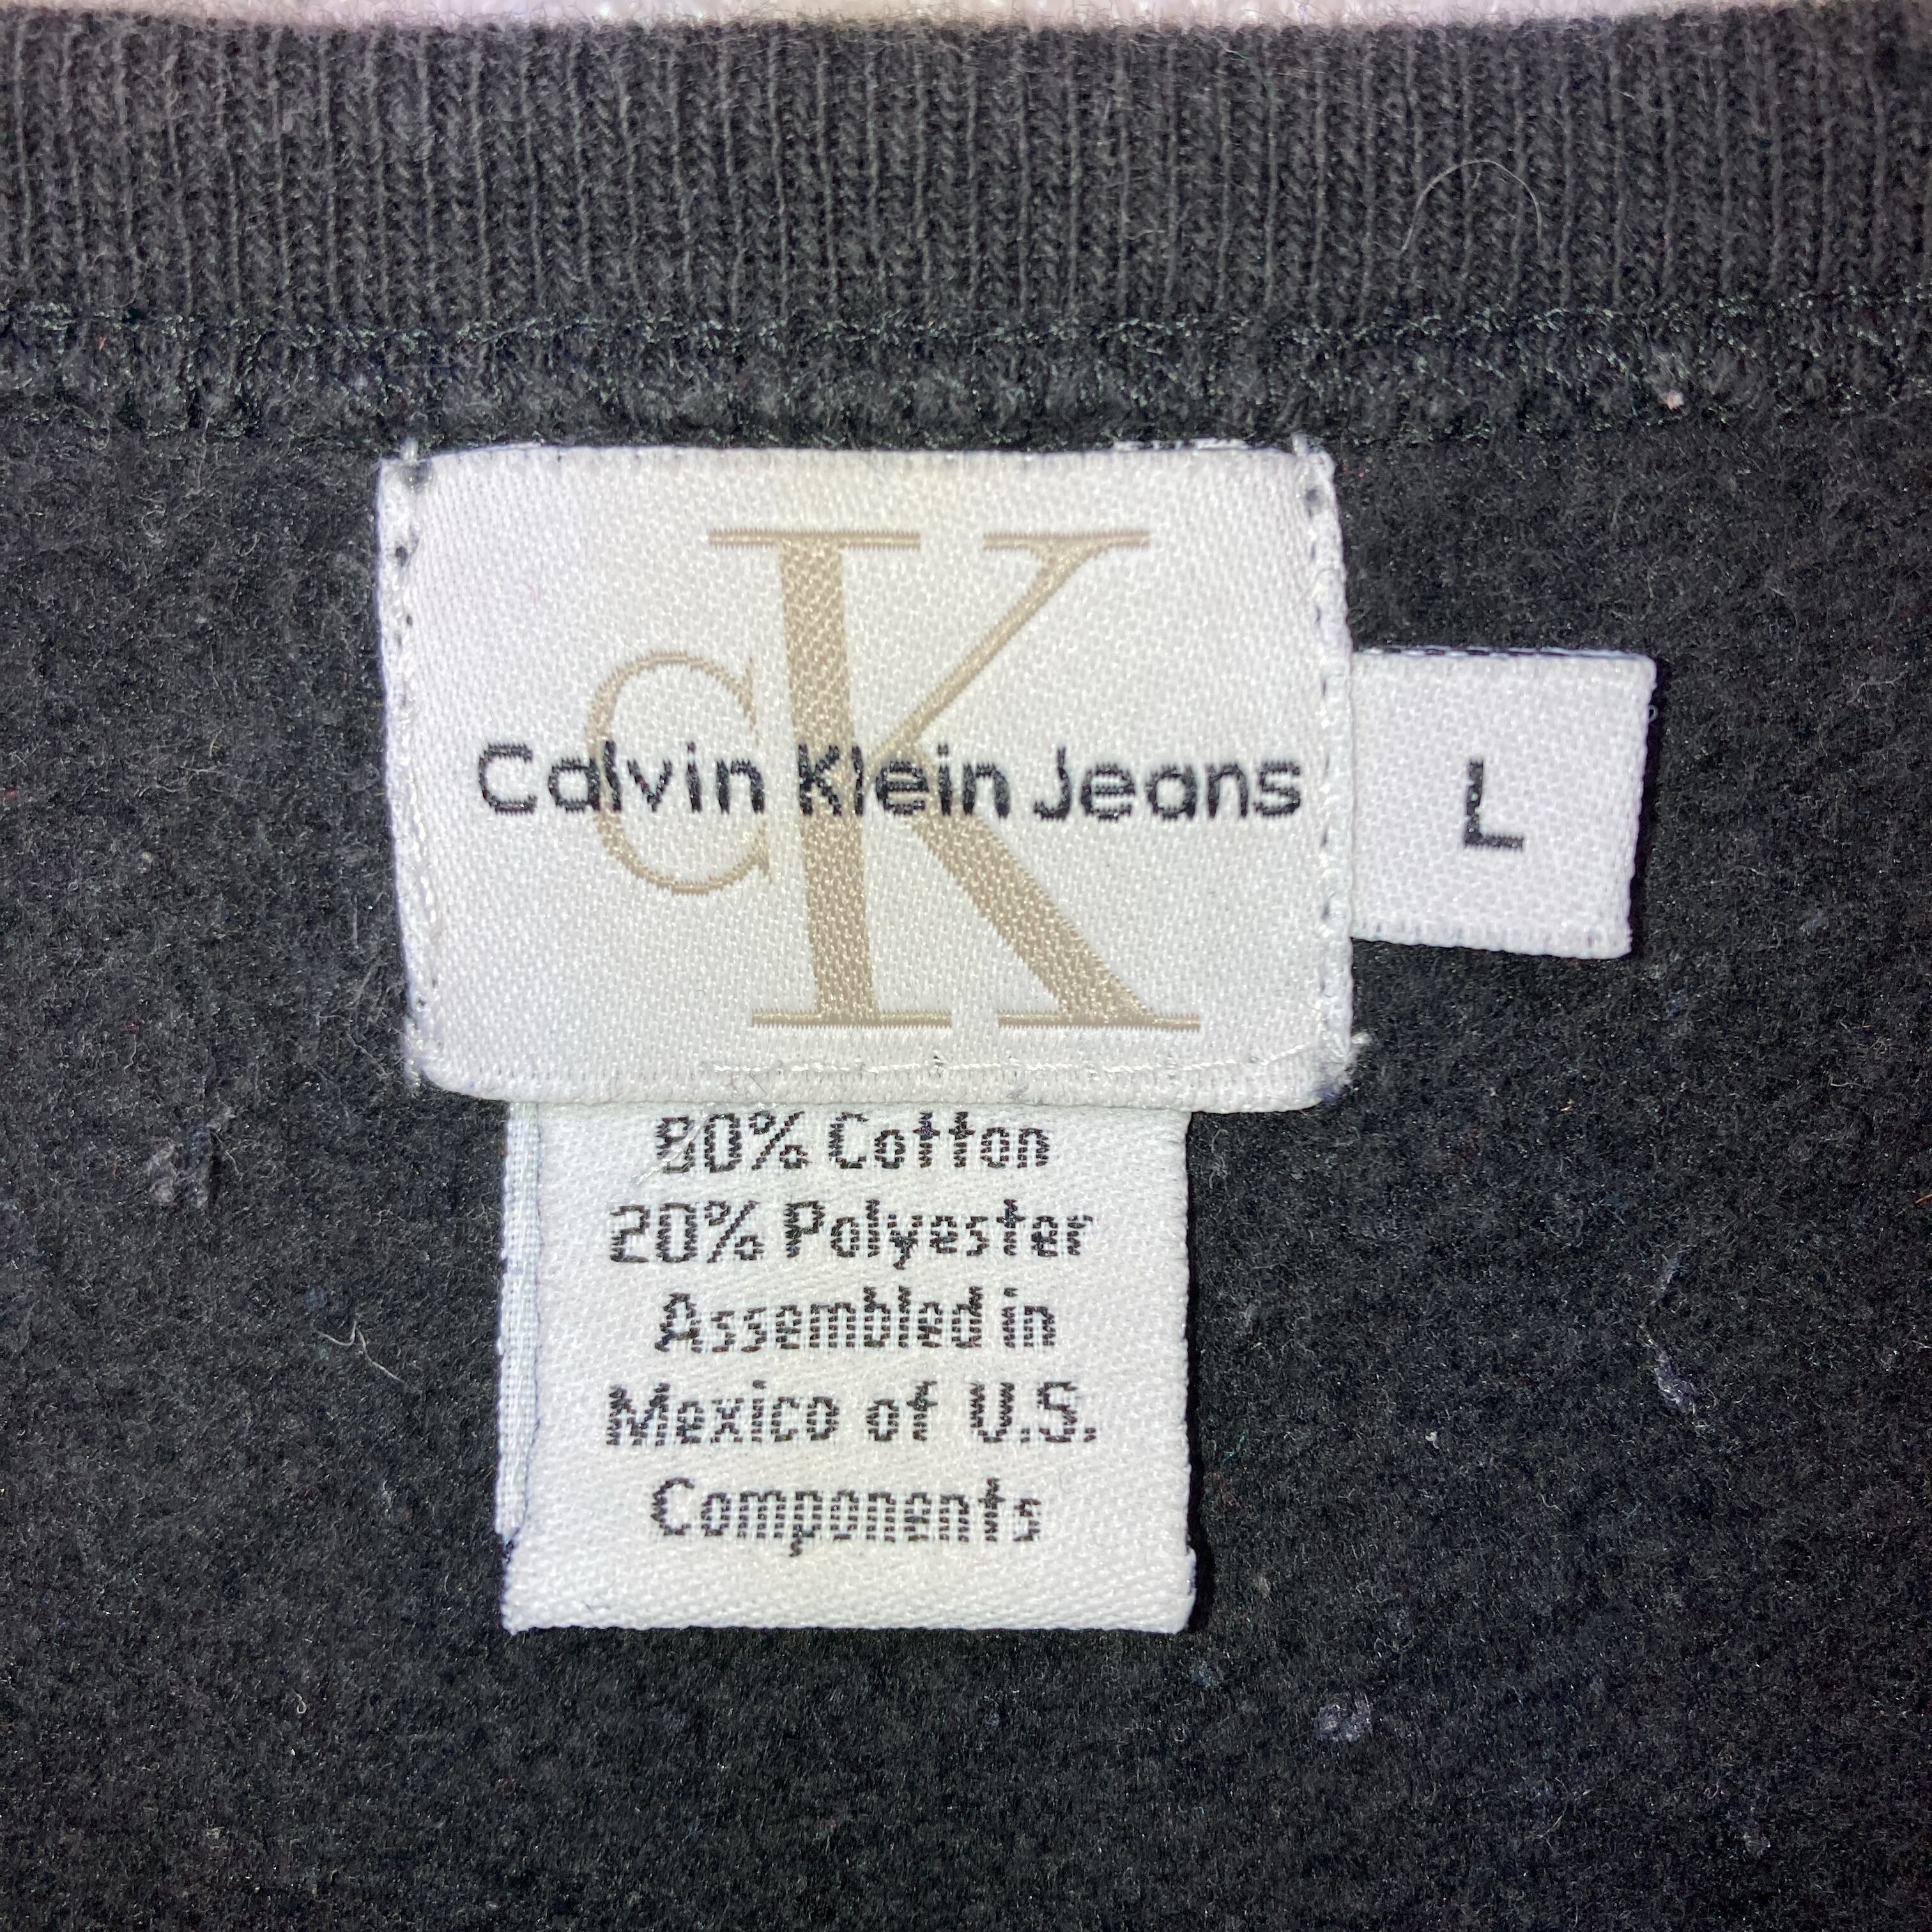 cK
Calvin Klein Jeans
L
80% Cotton
20% Polyester
Assembled in
Mexico of U.S.
Components